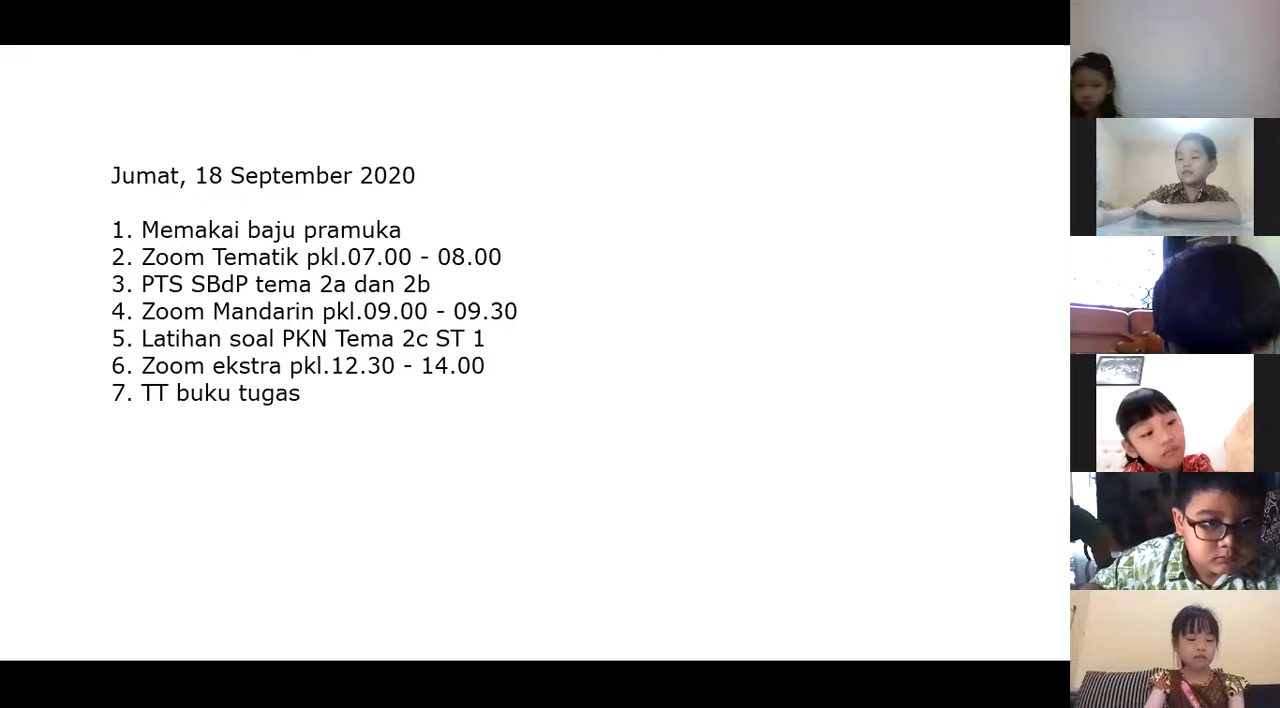 Jumat, 18 September 2020
1. Memakai baju pramuka
2. Zoom Tematik pkl.07.00 - 08.00
3. PTS SBdP tema 2a dan 2b
4. Zoom Mandarin pkl.09.00 - 09.30
5. Latihan soal PKN Tema 2c ST 1
6. Zoom ekstra pkl.12.30 - 14.00
7. TT buku tugas